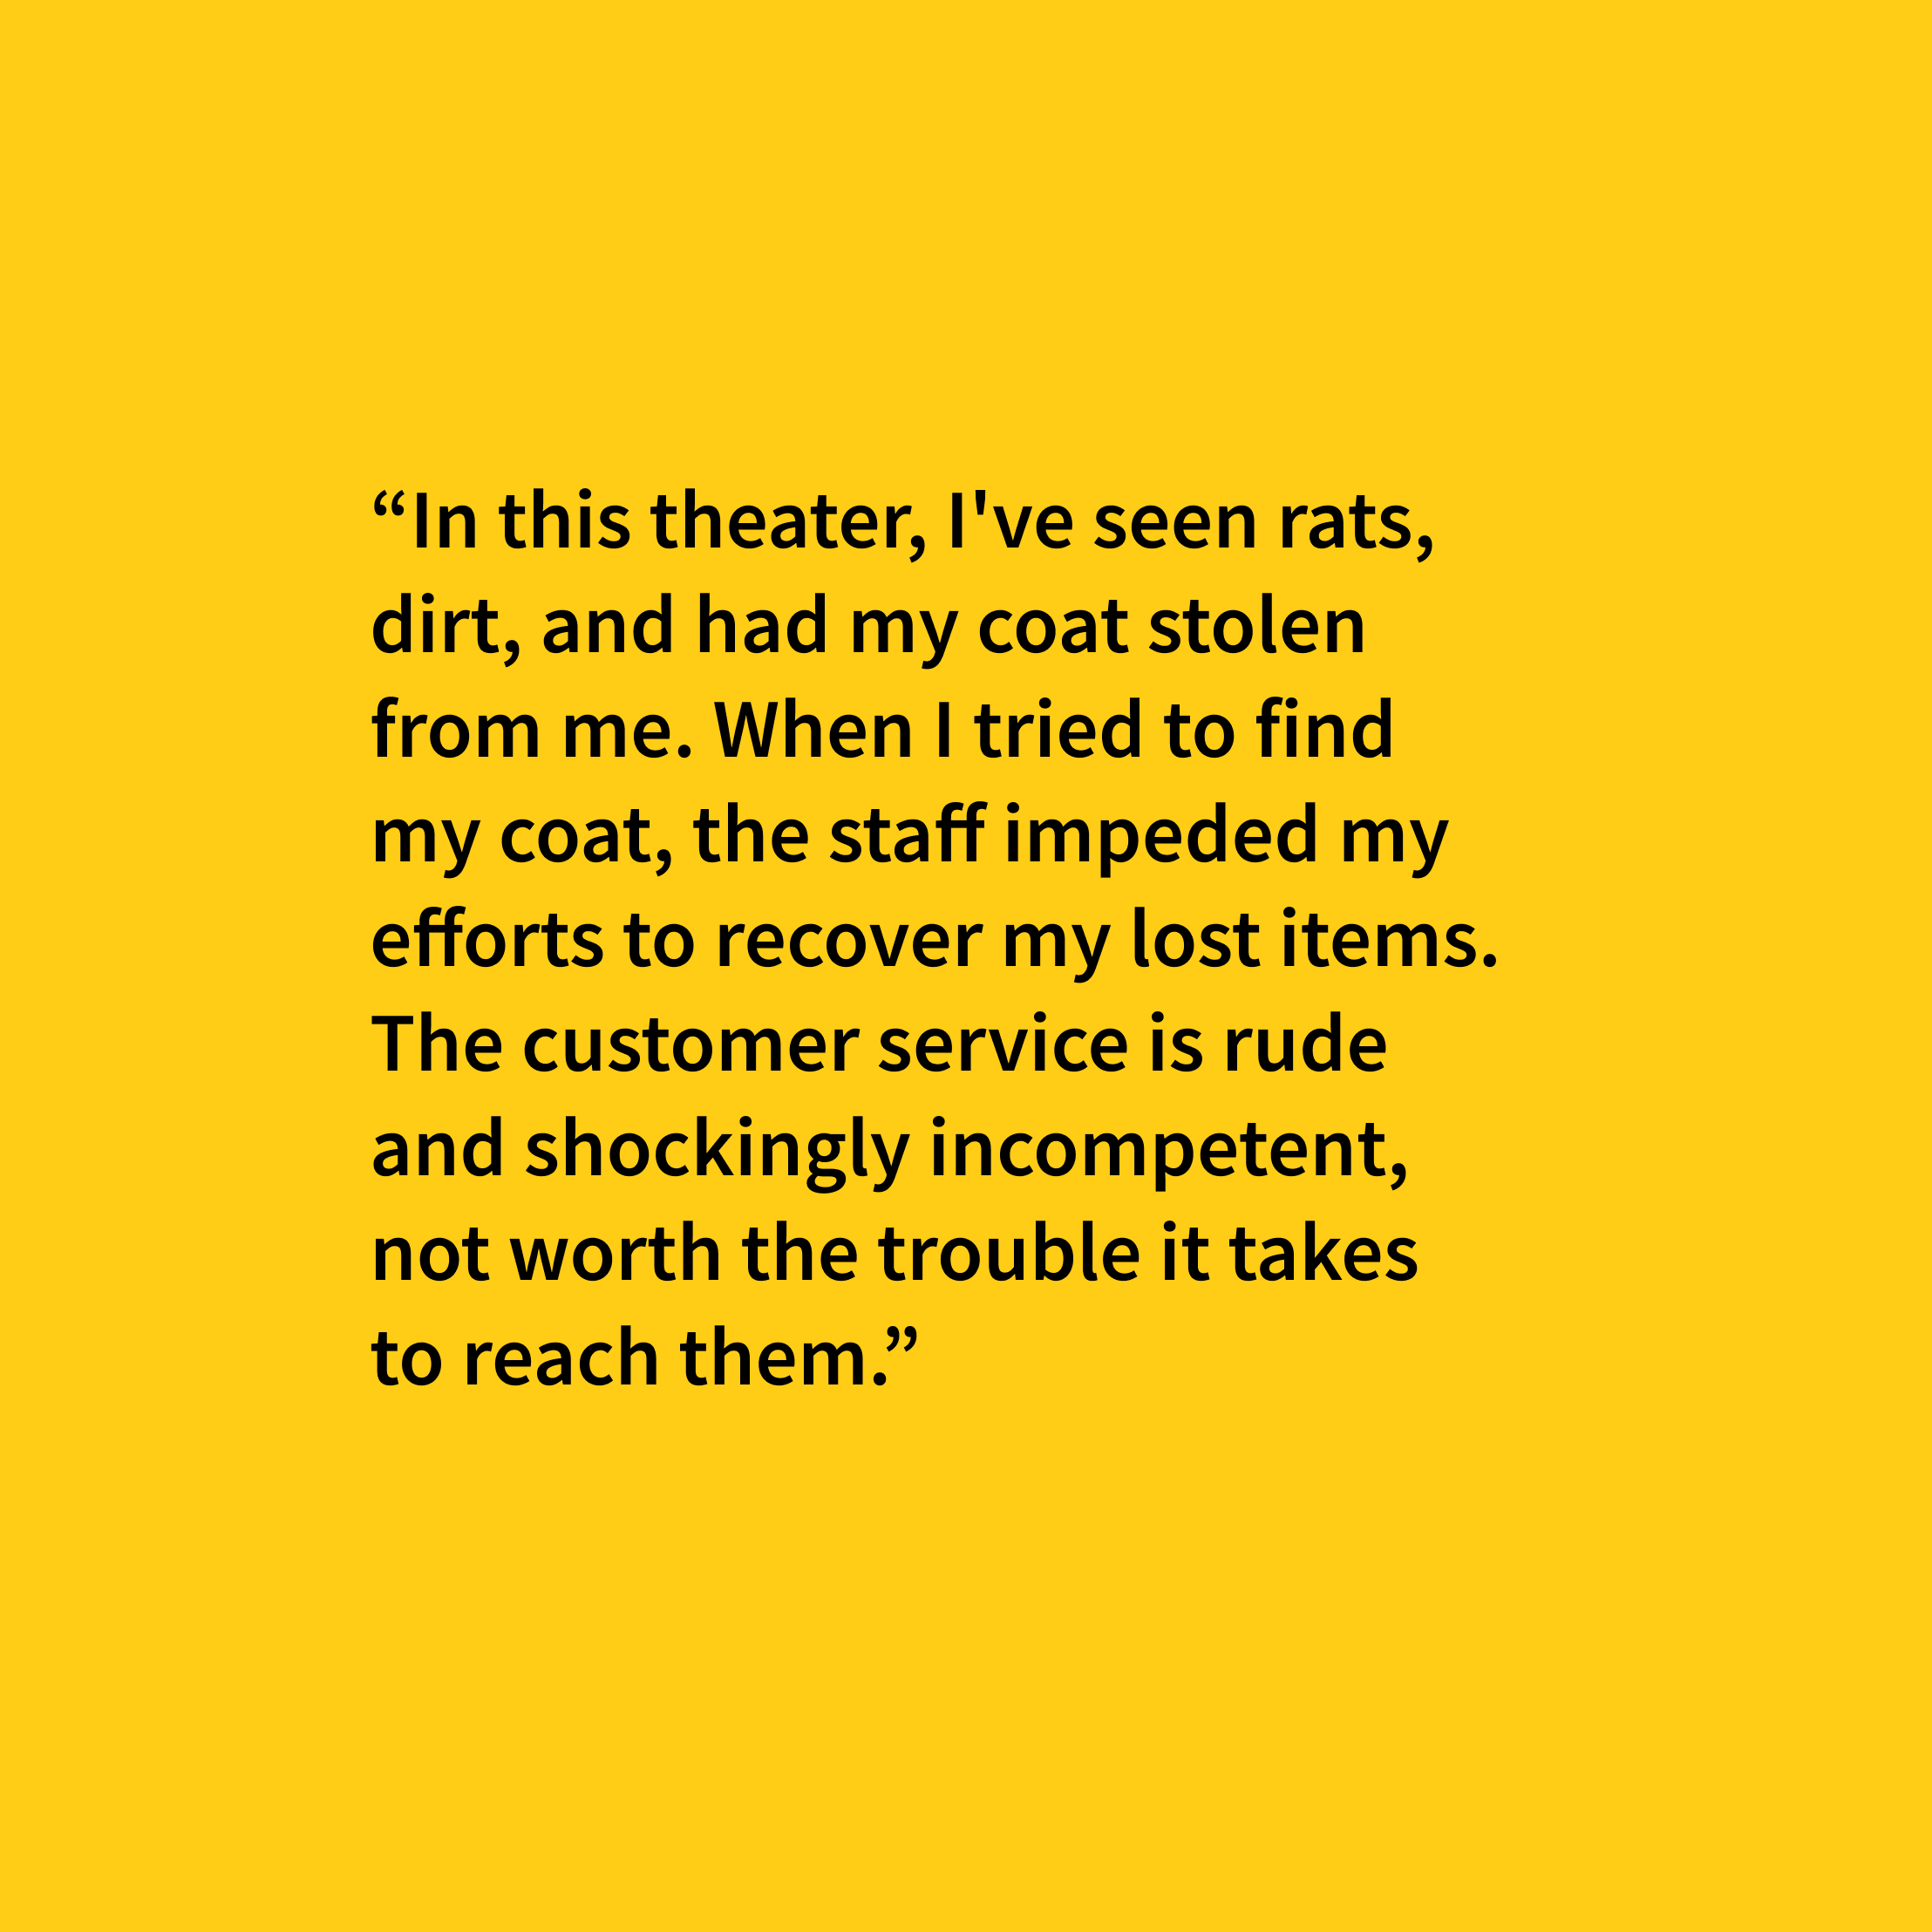 “In this theater, I've seen rats,
dirt, and had my coat stolen
from me. When I tried to find
my coat, the staff impeded my
efforts to recover my lost items.
The customer service is rude
and shockingly incompetent,
not worth the trouble it takes
to reach them.”